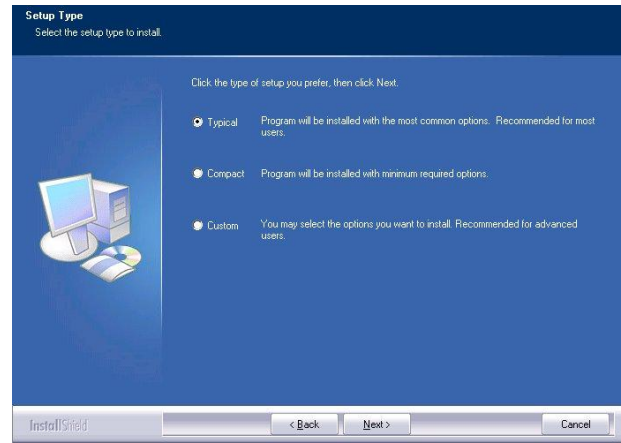 Setup Type
Select the setup type to install.
Click the type of setup you prefer, then click Next.
Typical
Program will be installed with the most common options. Recommended for most
users.
Compact
Program will be installed with minimum required options.
Custom
You may select the options you want to install. Recommended for advanced
users.
InstallShield
< Back
Next >
Cancel